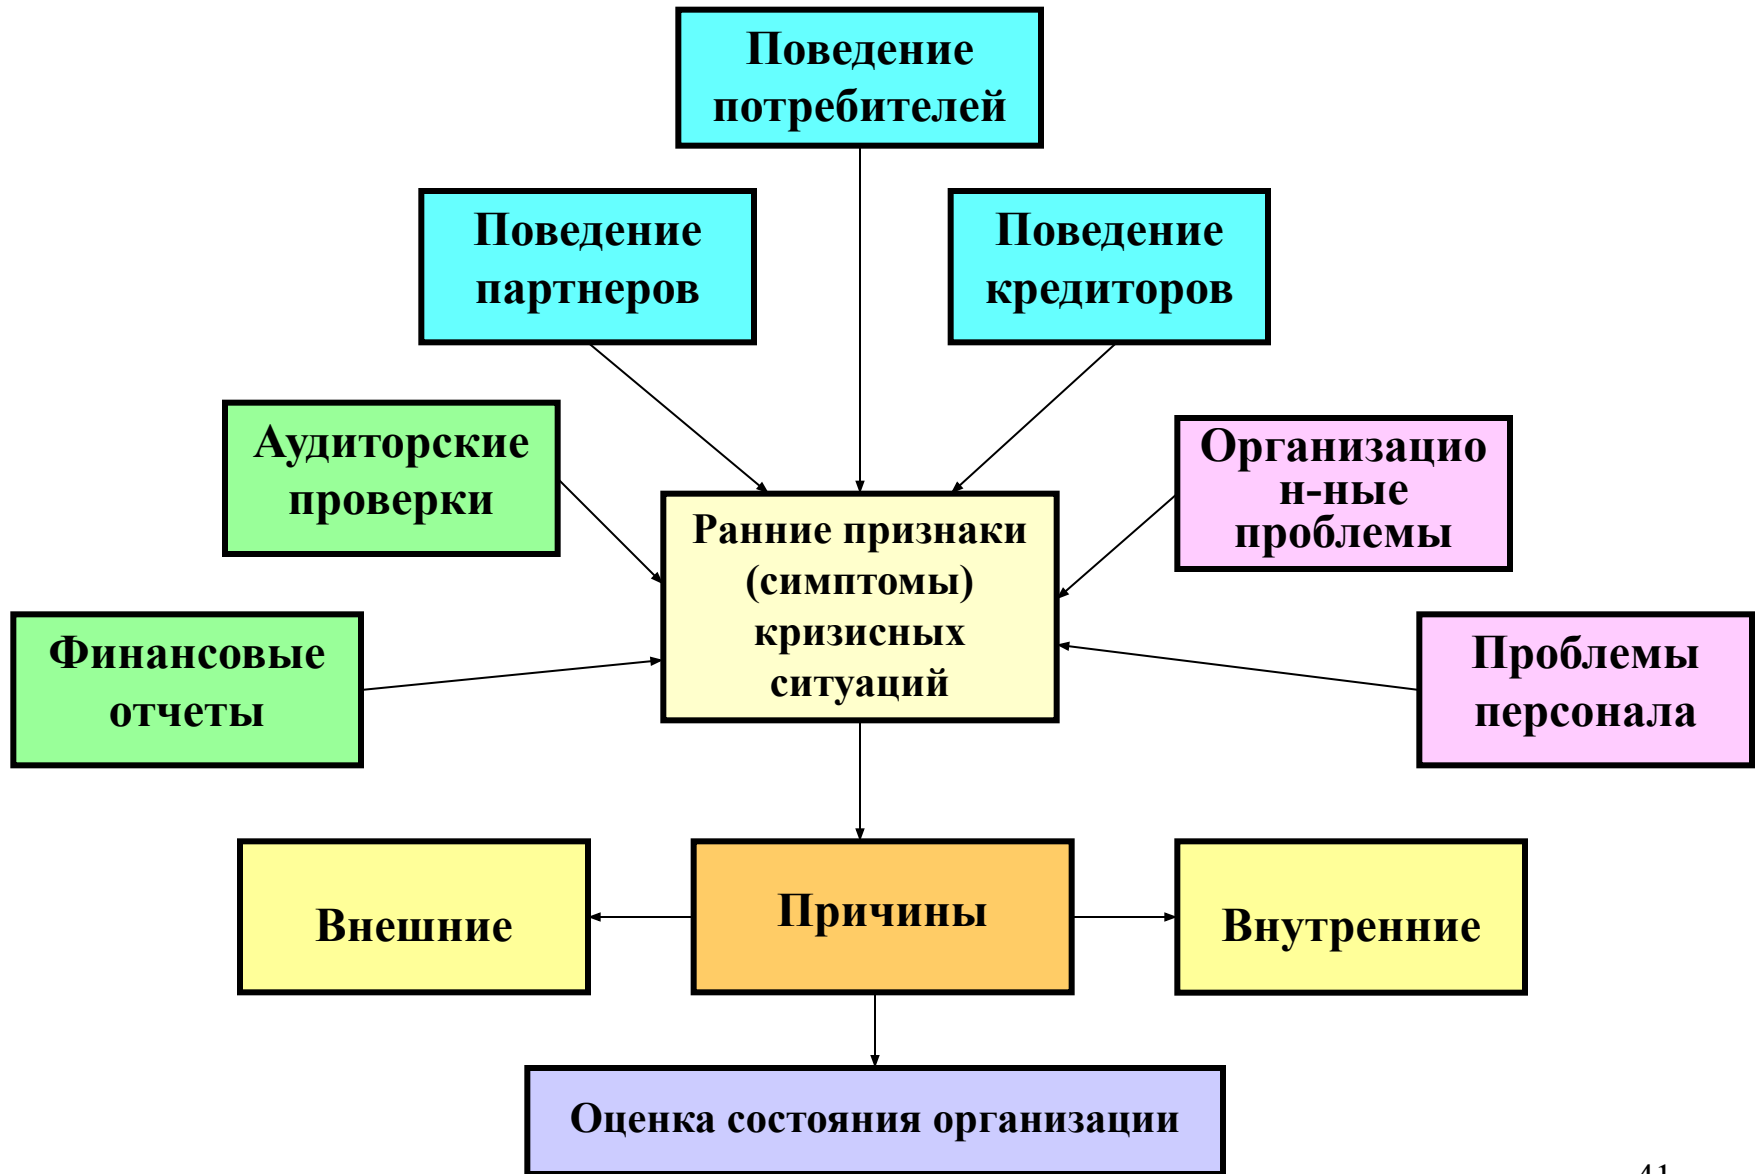 Поведение
потребителей
Поведение
партнеров
Поведение
кредиторов
Аудиторские
проверки
Организацио
н-ные
проблемы
Ранние признаки
(симптомы)
кризисных
ситуаций
Финансовые
отчеты
Проблемы
персонала
Внешние
Причины
Внутренние
Оценка состояния организации
41